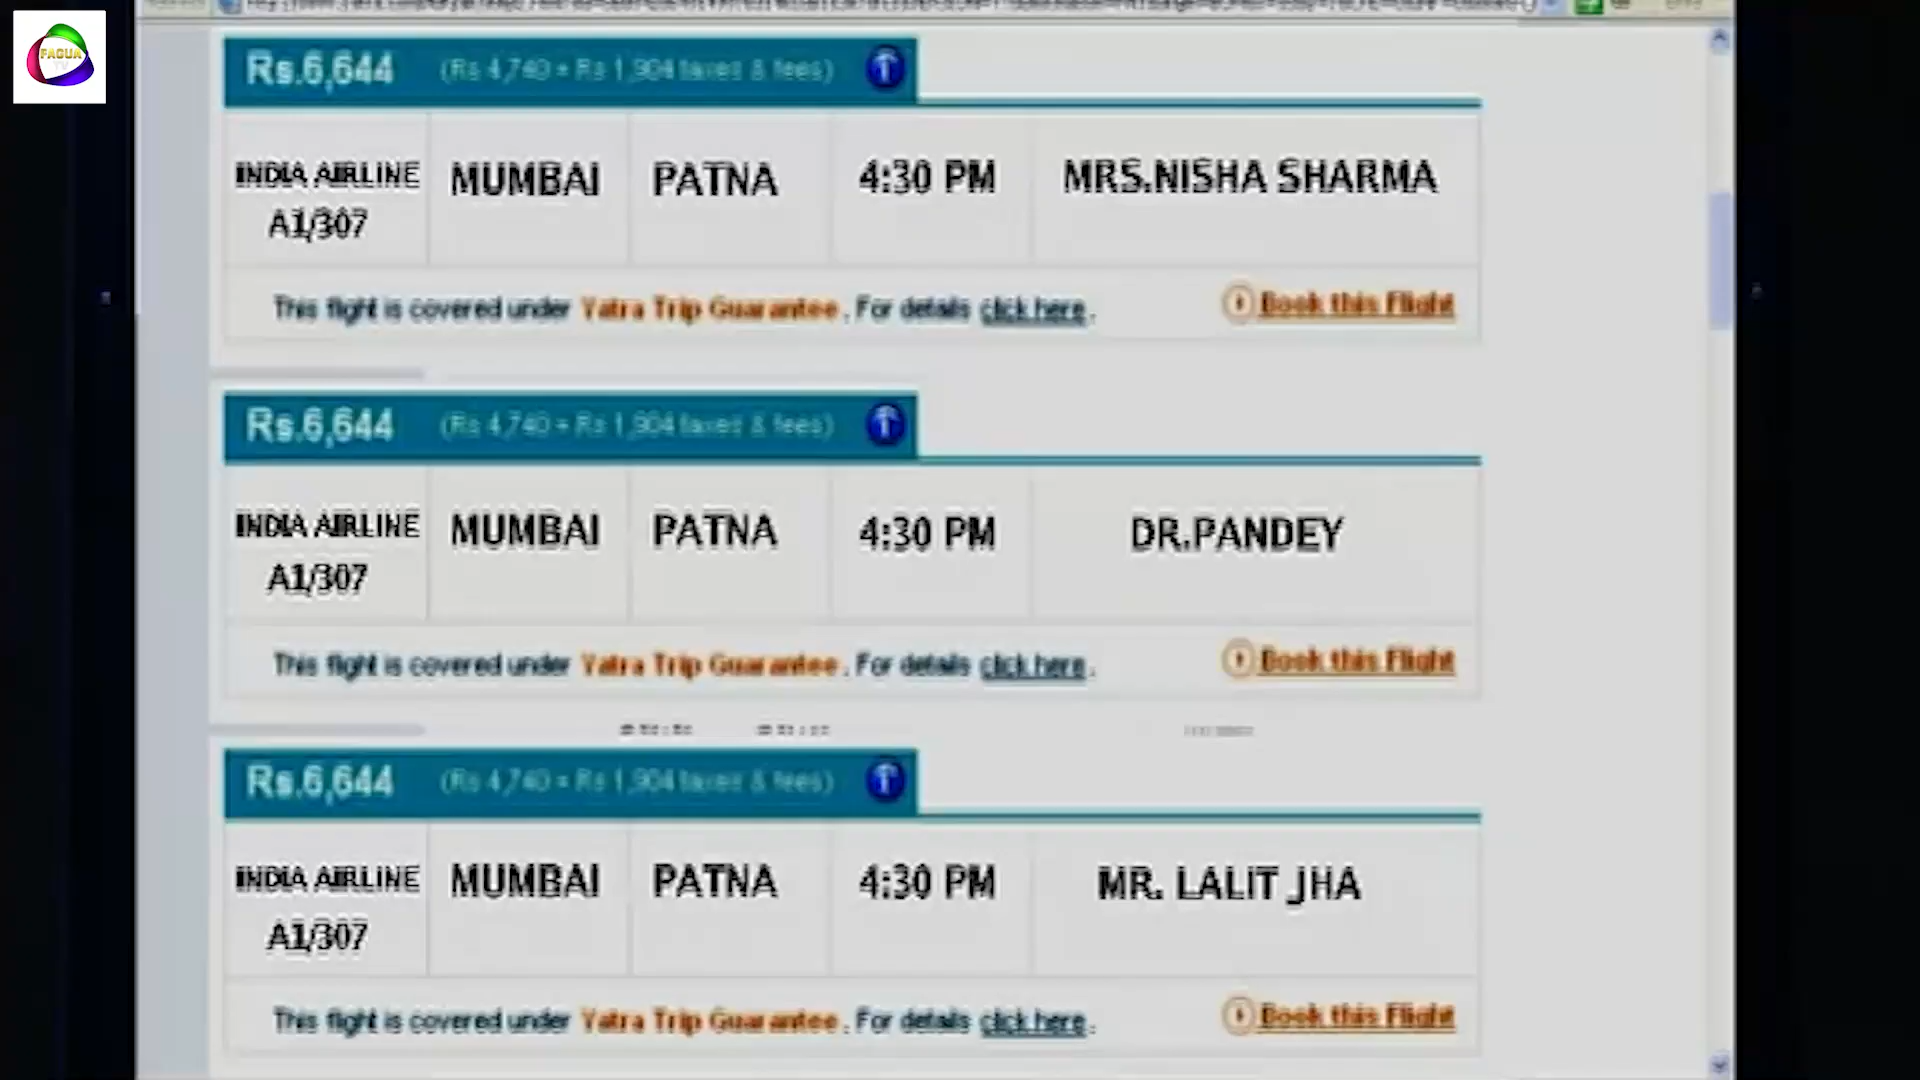 FAGUA
TV
Rs.6,644 (Rs 4,740 + Rs 1,904 taxes & fees)
INDIA AIRLINE MUMBAI PATNA 4:30 PM MRS.NISHA SHARMA
A1/307
This flight is covered under Yatra Trip Guarantee. For details click here. Book this Flight
Rs.6,644 (Rs 4,740 + Rs 1,904 taxes & fees)
INDIA AIRLINE MUMBAI PATNA 4:30 PM DR.PANDEY
A1/307
This flight is covered under Yatra Trip Guarantee. For details click here. Book this Flight
Rs.6,644 (Rs 4,740 + Rs 1,904 taxes & fees)
INDIA AIRLINE MUMBAI PATNA 4:30 PM MR. LALIT JHA
A1/307
This flight is covered under Yatra Trip Guarantee. For details click here. Book this Flight